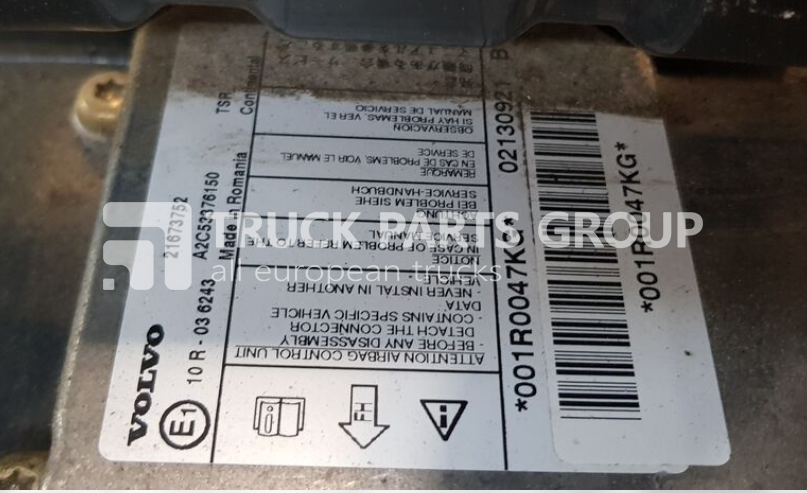 VOLVO
E1
10 R - 03 6243
21673752
A2C53376150
Made in Romania
TSR
Continental
FH
ATTENTION AIRBAG CONTROL UNIT
- BEFORE ANY DISASSEMBLY
DETACH THE CONNECTOR
- CONTAINS SPECIFIC VEHICLE
DATA
- NEVER INSTALL IN ANOTHER
VEHICLE
NOTICE
IN CASE OF PROBLEM REFER TO THE
SERVICE MANUAL
BEI PROBLEM SIEHE
SERVICE-HANDBUCH
REMARQUE
EN CAS DE PROBLEMS, VOIR LE MANUEL
DE SERVICE
OBSERVACION
SI HAY PROBLEMAS, VER EL
MANUAL DE SERVICIO
*001R0047KG*
02130921
B
*001R0047KG*
TRUCK PARTS GROUP
all european trucks